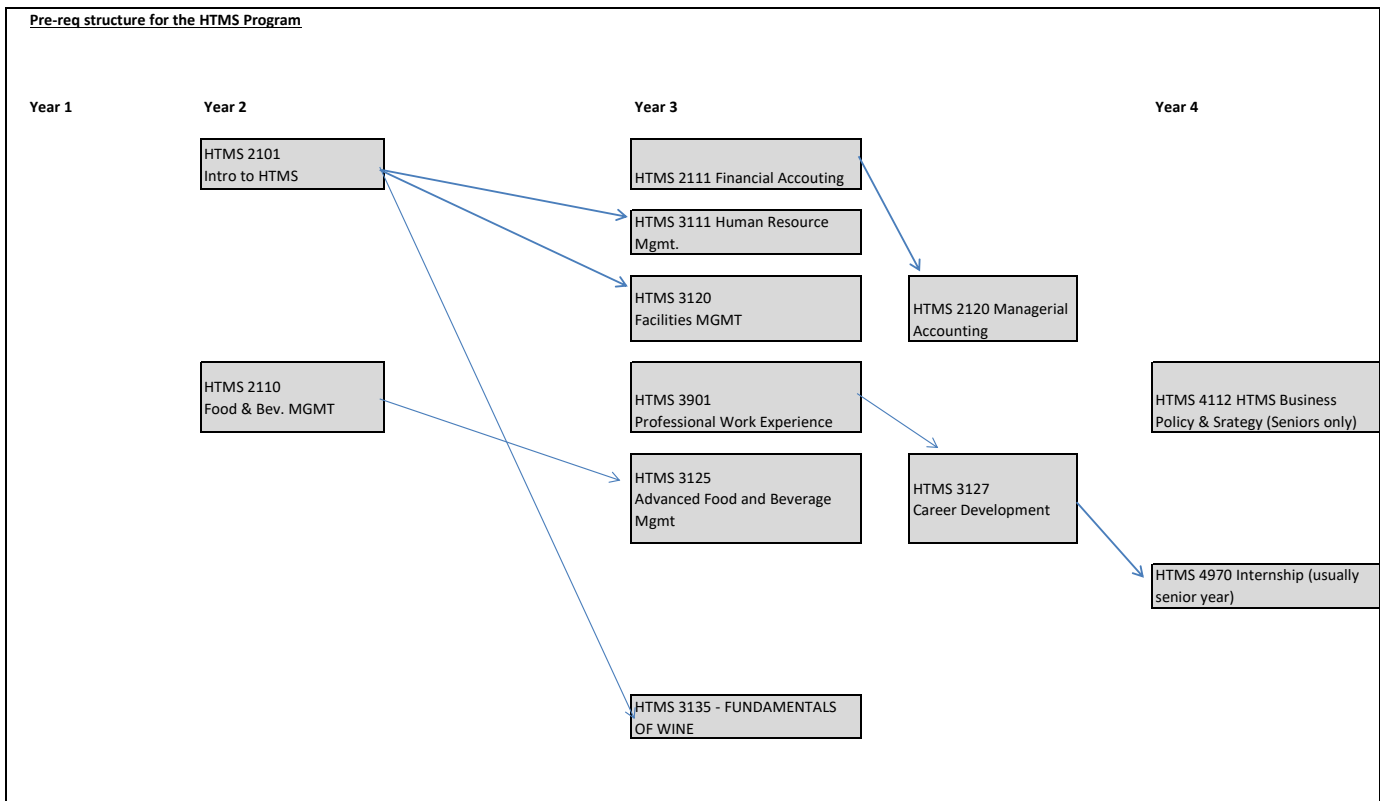 Pre-req structure for the HTMS Program
Year 1
Year 2
Year 3
Year 4
HTMS 2101
Intro to HTMS
HTMS 2111 Financial Accouting
HTMS 3111 Human Resource
Mgmt.
HTMS 3120
Facilities MGMT
HTMS 2120 Managerial
Accounting
HTMS 2110
Food & Bev. MGMT
HTMS 3901
Professional Work Experience
HTMS 4112 HTMS Business
Policy & Srategy (Seniors only)
HTMS 3125
Advanced Food and Beverage
Mgmt
HTMS 3127
Career Development
HTMS 4970 Internship (usually
senior year)
HTMS 3135 - FUNDAMENTALS
OF WINE